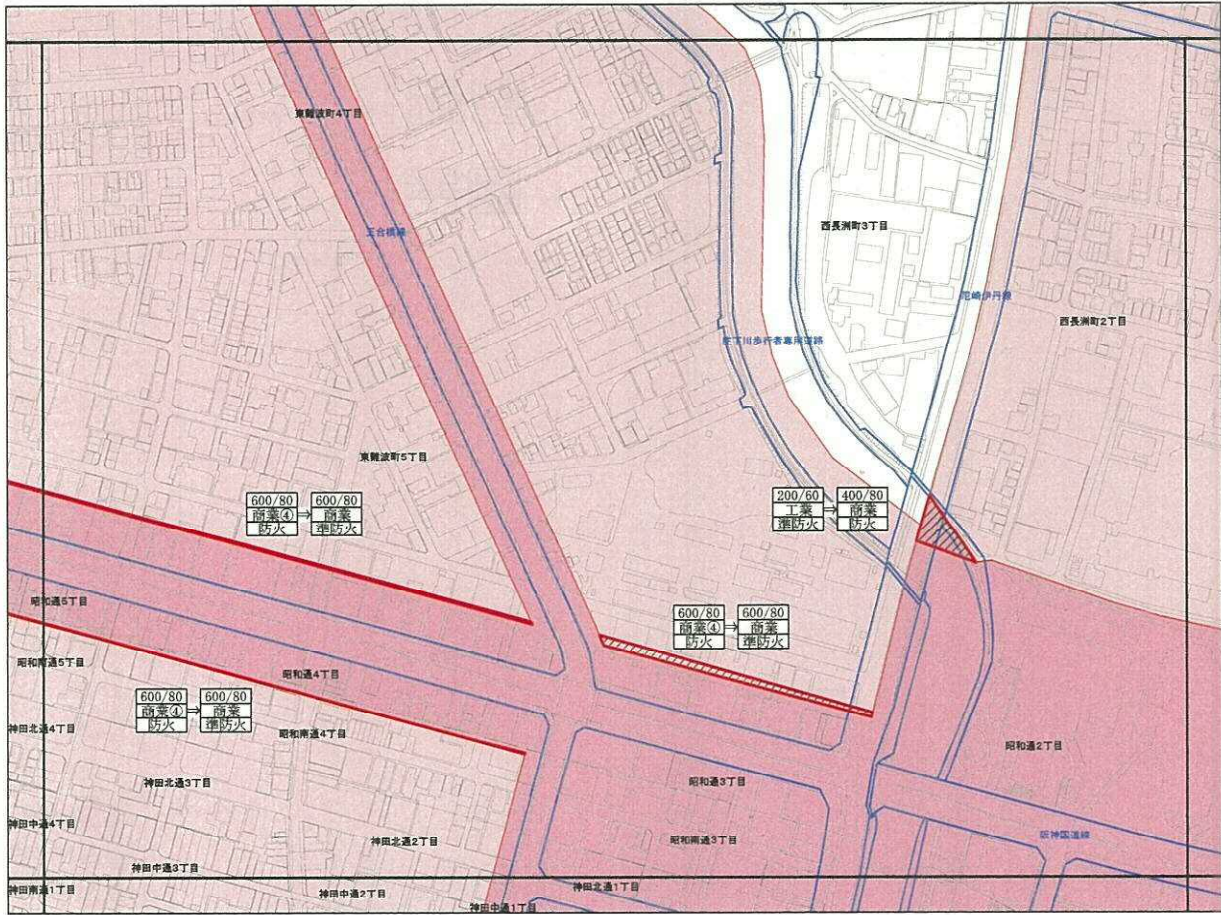 東難波町4丁目
五合橋線
西長洲町3丁目
尼崎伊丹線
西長洲町2丁目
庄下川歩行者専用道路
東難波町5丁目
600/80 ⇒ 600/80
商業④ 商業
防火 準防火
200/60 ⇒ 400/80
工業 商業
準防火 防火
昭和通5丁目
600/80 ⇒ 600/80
商業④ 商業
防火 準防火
昭和南通5丁目
昭和通4丁目
600/80 ⇒ 600/80
商業④ 商業
防火 準防火
神田北通4丁目
昭和南通4丁目
昭和通2丁目
神田北通3丁目
昭和通3丁目
神田中通4丁目
神田北通2丁目
昭和南通3丁目
阪神国道線
神田中通3丁目
神田南通1丁目
神田中通2丁目
神田北通1丁目
神田中通1丁目